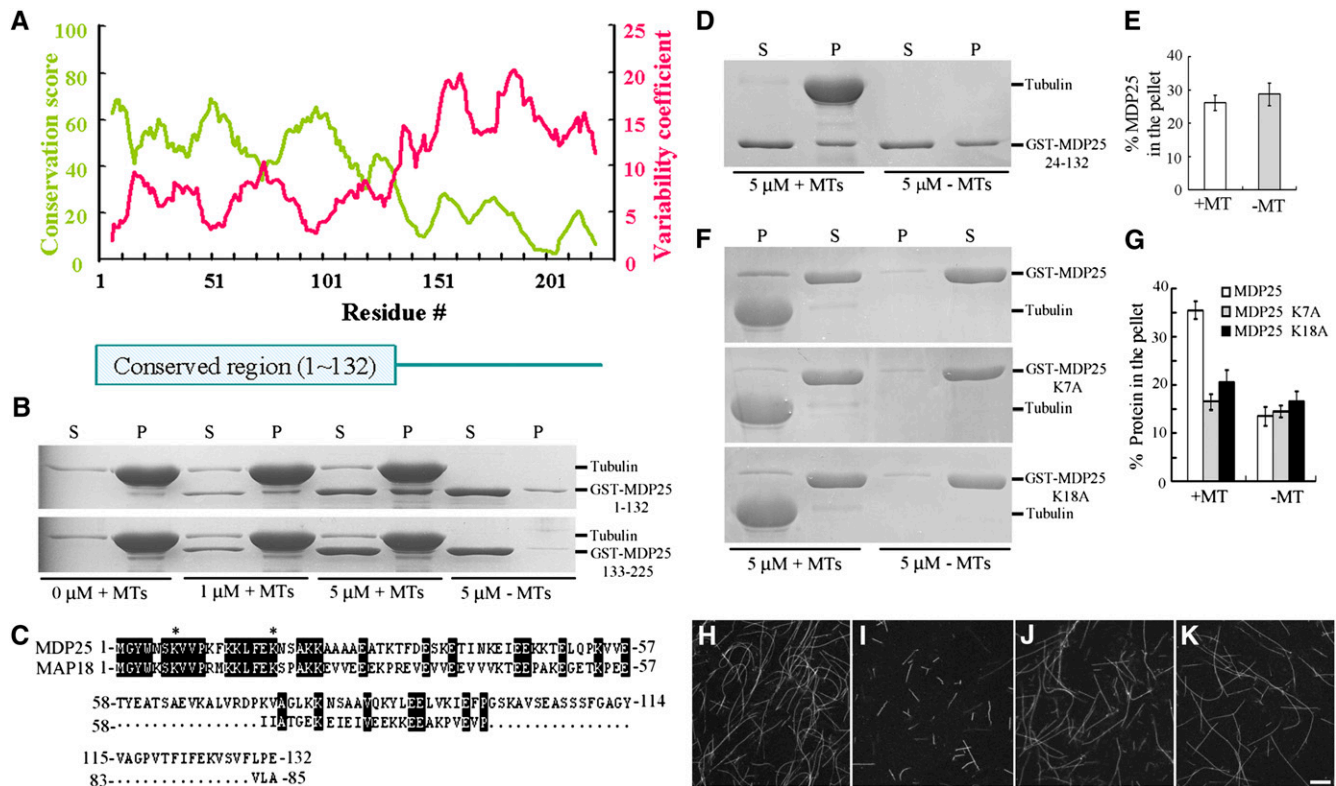 A
100
80
60
40
20
0
Conservation score
25
20
15
10
5
0
Variability coefficient
1 51 101 151 201
Residue #
Conserved region (1~132)
B
S P S P S P S P
Tubulin
GST-MDP25
1-132
Tubulin
GST-MDP25
133-225
0 μM + MTs 1 μM + MTs 5 μM + MTs 5 μM - MTs
C
* *
MDP25 1-MGYWNSKVVPKFKKLFEKNSAKKAAAAEATKTFDESKETINKEIEEKKTELQPKVVE-57
MAP18 1-MGYWKSKVVPRMKKLFEKSPAKKEVVEEEKPREVEVVEEVVVKTEEPAKEGETKPEE-57
58-TYEATSAEVKALVRDPKVAGLKKNSAAVQKYLEELVKIEFPGSKAVSEASSSFGAGY-114
58-.................IIATGEKEIEIVEEKKEEAKPVEVP................
115-VAGPVTFIFEKVSVFLPE-132
83-...............VLA-85
D
S P S P
Tubulin
GST-MDP25
24-132
5 μM + MTs 5 μM - MTs
E
% MDP25
in the pellet
40
30
20
10
0
+MT -MT
F
P S P S
GST-MDP25
Tubulin
GST-MDP25
K7A
Tubulin
GST-MDP25
K18A
Tubulin
5 μM + MTs 5 μM - MTs
G
% Protein in the pellet
40
30
20
10
0
MDP25
MDP25 K7A
MDP25 K18A
+MT -MT
H I J K